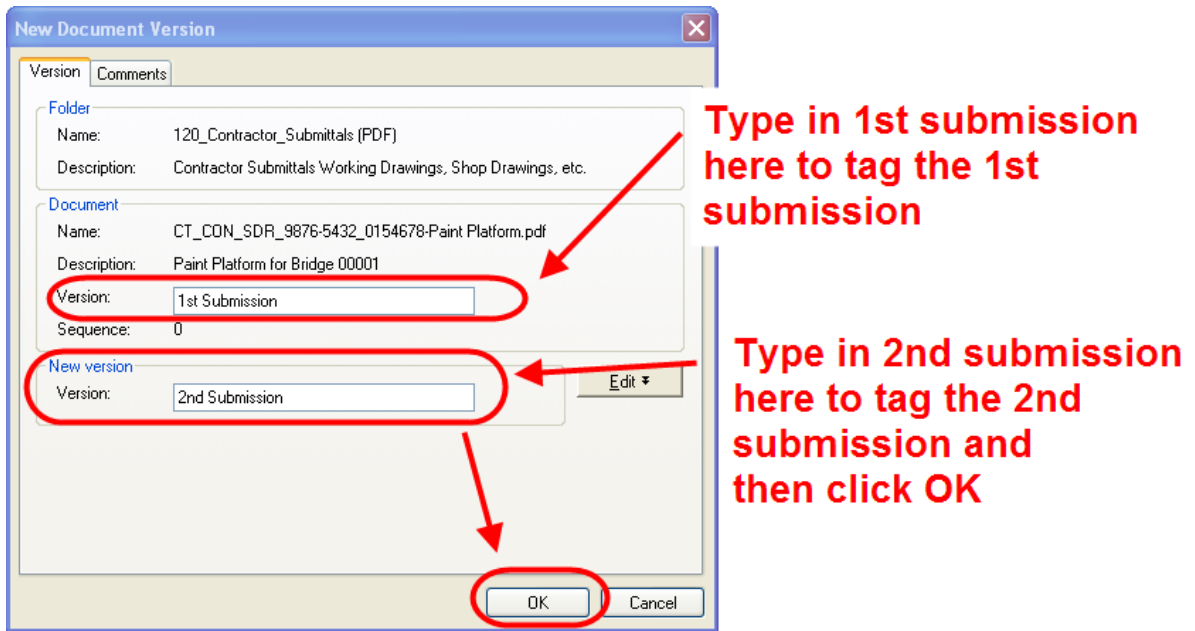 New Document Version
Version Comments
Folder
Name: 120_Contractor_Submittals (PDF)
Description: Contractor Submittals Working Drawings, Shop Drawings, etc.
Document
Name: CT_CON_SDR_9876-5432_0154678-Paint Platform.pdf
Description: Paint Platform for Bridge 00001
Version: 1st Submission
Sequence: 0
New version
Version: 2nd Submission
Edit
OK Cancel
Type in 1st submission
here to tag the 1st
submission
Type in 2nd submission
here to tag the 2nd
submission and
then click OK